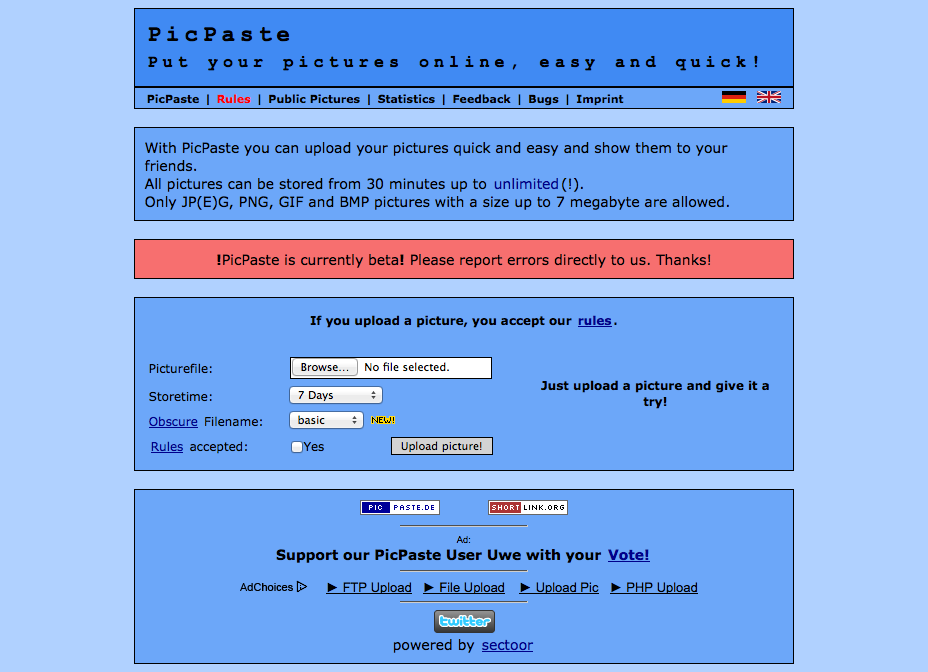 PicPaste
Put your pictures online, easy and quick!
PicPaste | Rules | Public Pictures | Statistics | Feedback | Bugs | Imprint
With PicPaste you can upload your pictures quick and easy and show them to your
friends.
All pictures can be stored from 30 minutes up to unlimited(!).
Only JP(E)G, PNG, GIF and BMP pictures with a size up to 7 megabyte are allowed.
!PicPaste is currently beta! Please report errors directly to us. Thanks!
If you upload a picture, you accept our rules.
Picturefile: Browse... No file selected.
Storetime: 7 Days
Obscure Filename: basic NEW!
Rules accepted: Yes Upload picture!
Just upload a picture and give it a
try!
PIC PASTE.DE SHORT LINK.ORG
Ad:
Support our PicPaste User Uwe with your Vote!
AdChoices ► FTP Upload ► File Upload ► Upload Pic ► PHP Upload
twitter
powered by sectoor